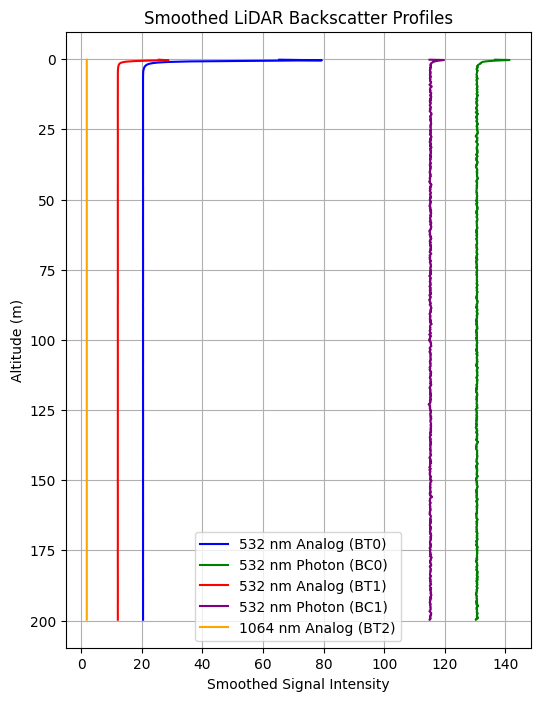 Smoothed LiDAR Backscatter Profiles
0
25
50
75
100
125
150
175
200
Altitude (m)
532 nm Analog (BT0)
532 nm Photon (BC0)
532 nm Analog (BT1)
532 nm Photon (BC1)
1064 nm Analog (BT2)
0 20 40 60 80 100 120 140
Smoothed Signal Intensity